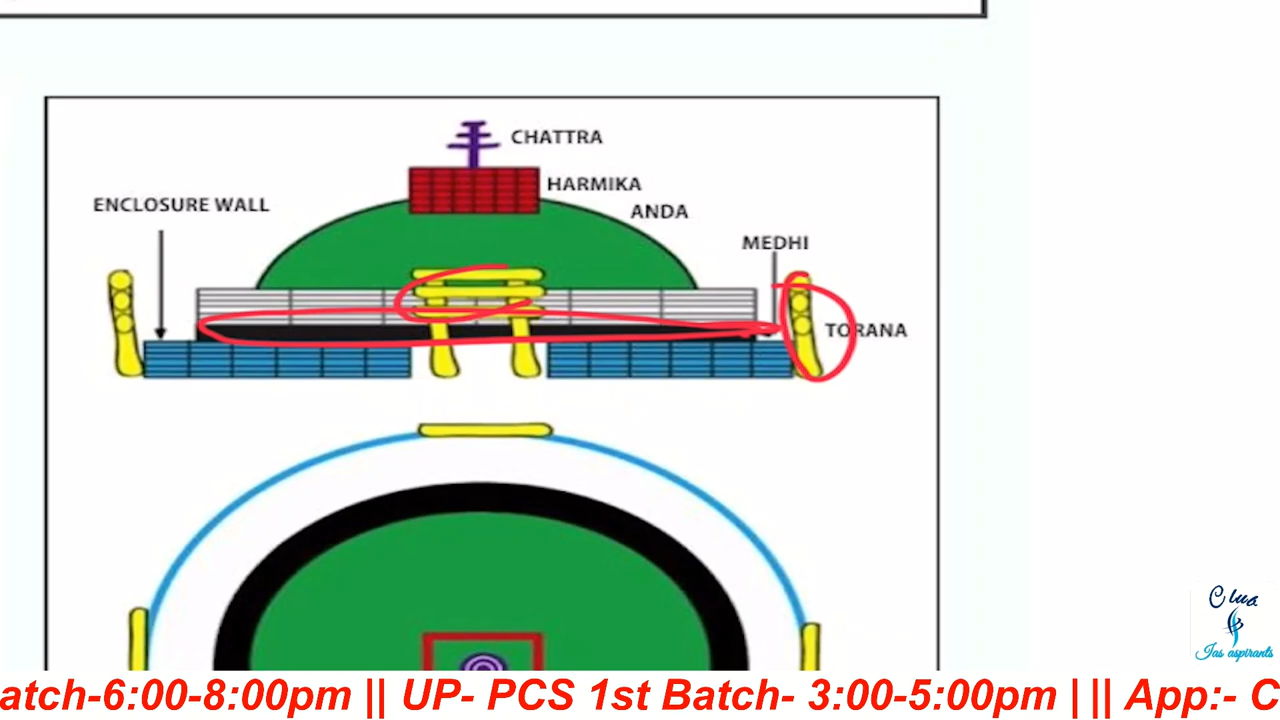 CHATTRA
HARMIKA
ENCLOSURE WALL
ANDA
MEDHI
TORANA
Ias aspirants
atch-6:00-8:00pm || UP- PCS 1st Batch- 3:00-5:00pm | || App:- C